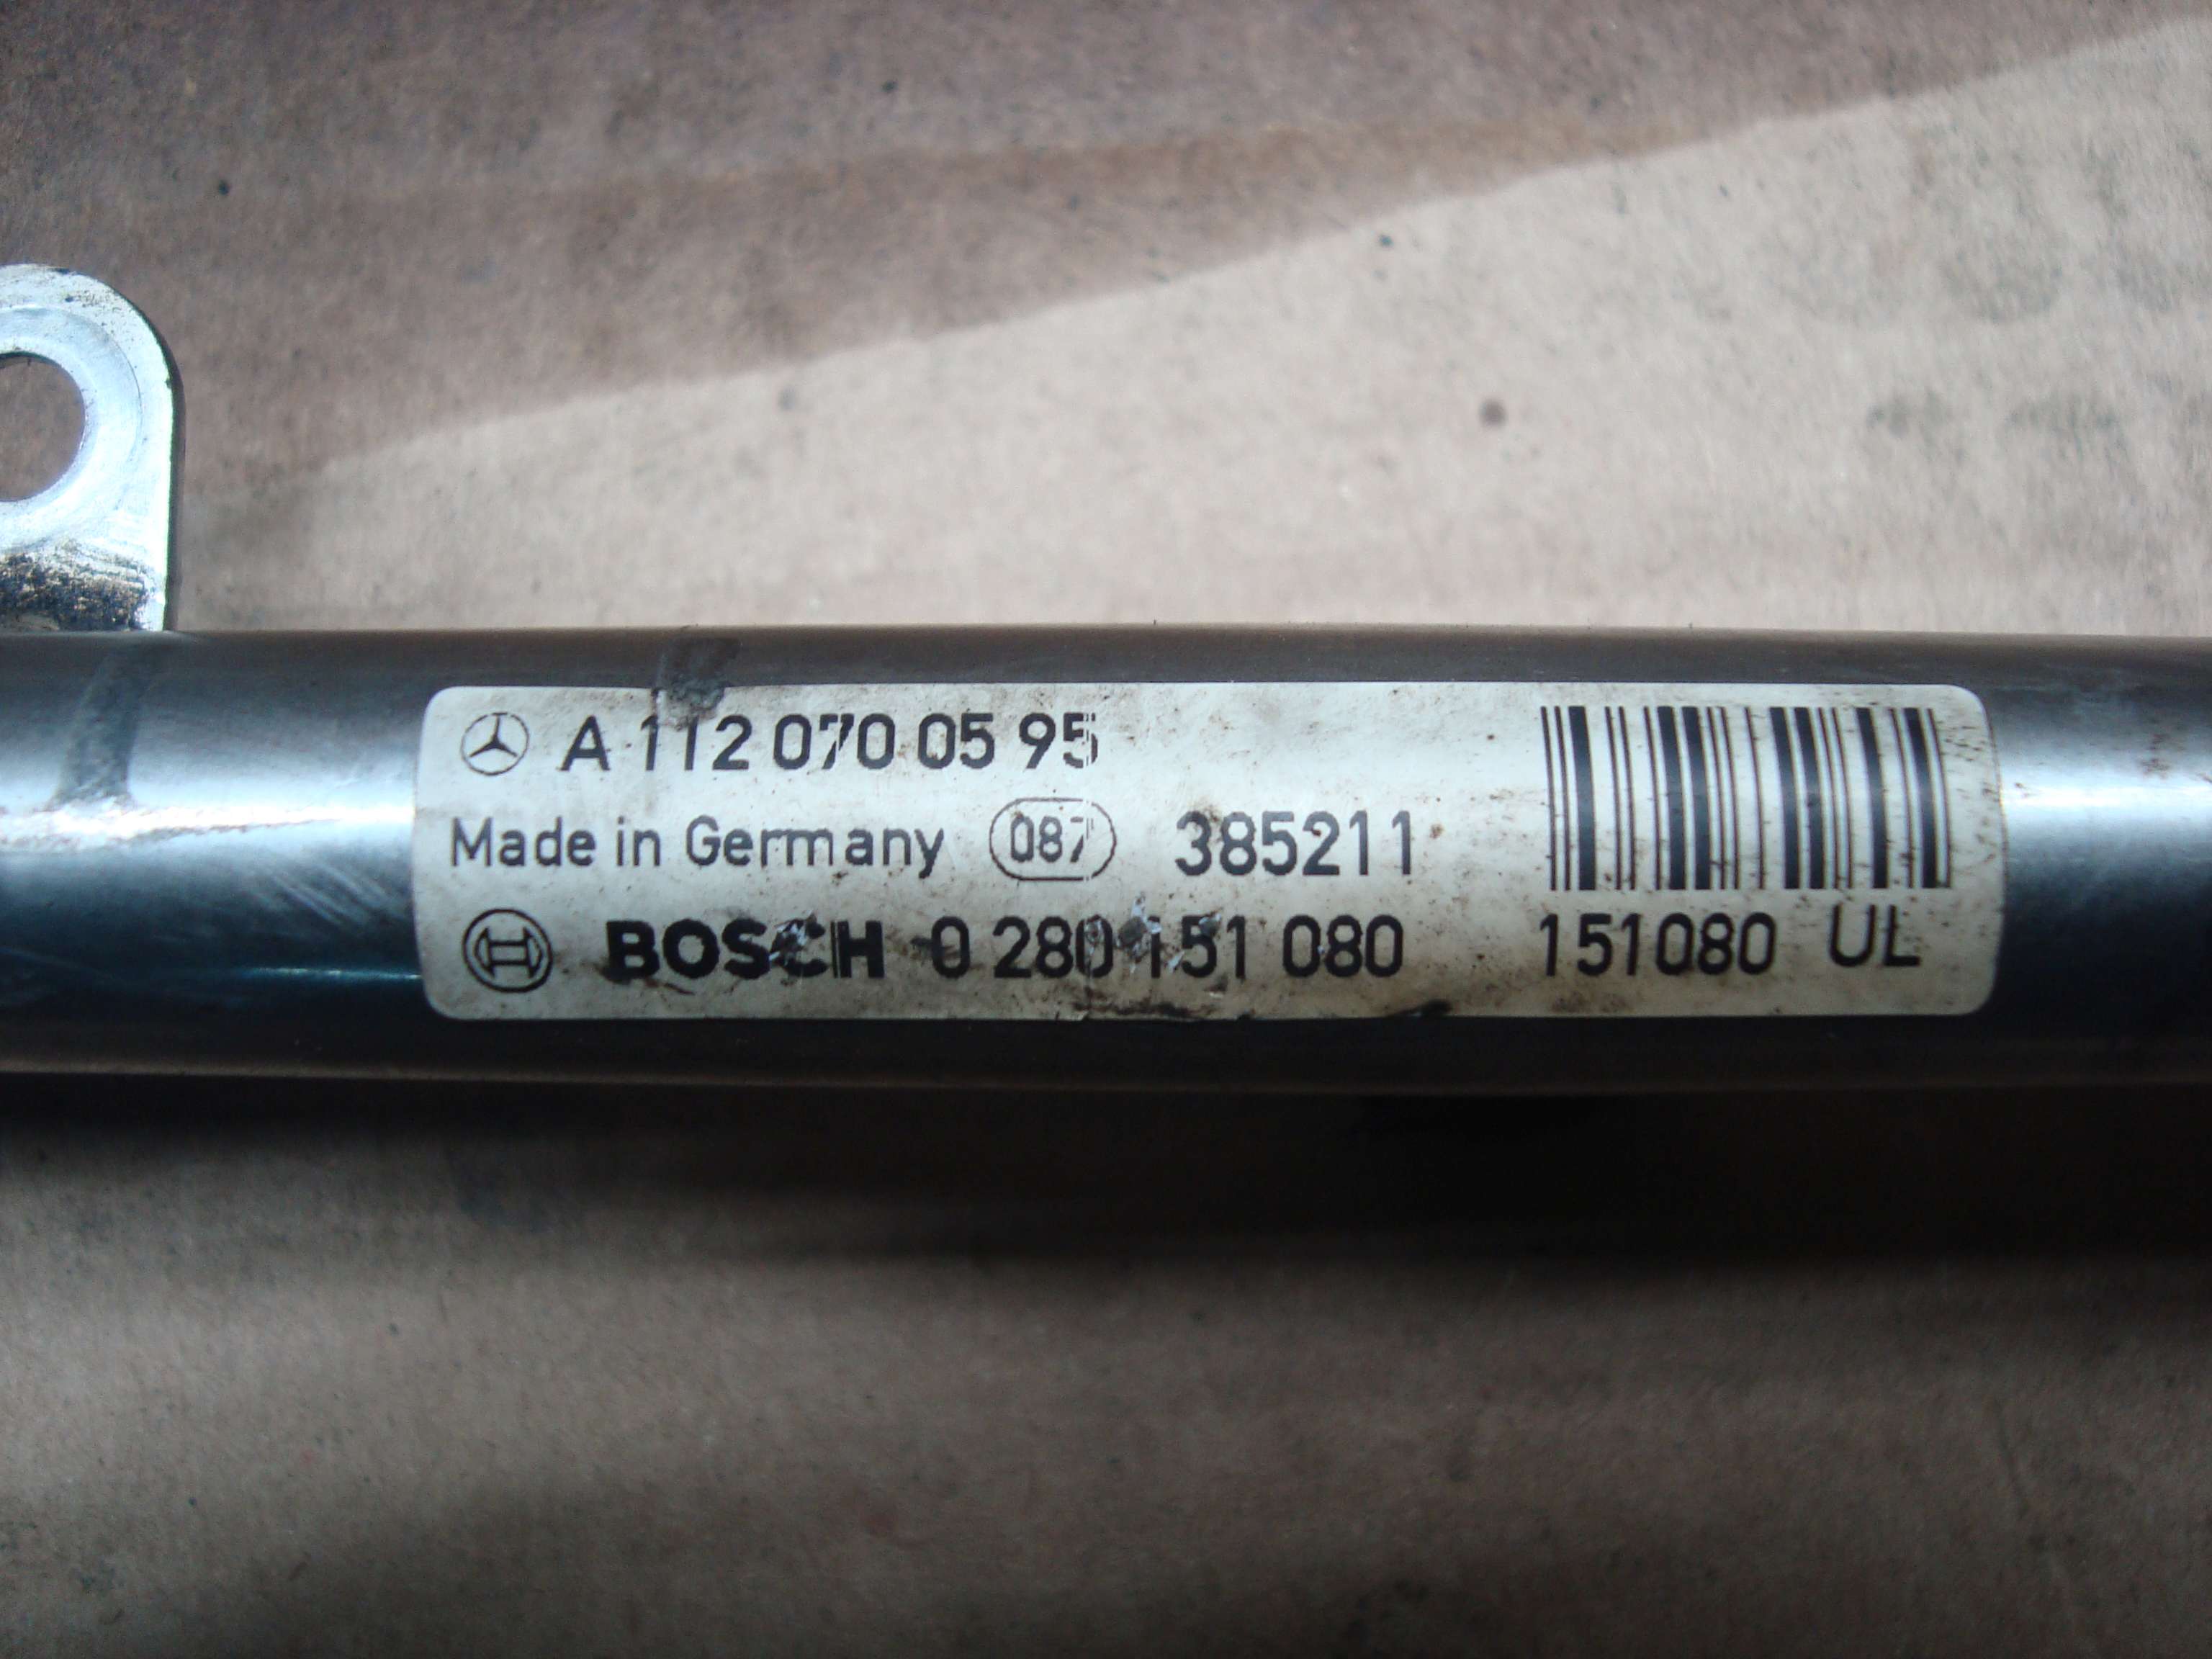 A 112 070 05 95
Made in Germany 087 385211
BOSCH 0 280 151 080
151080 UL